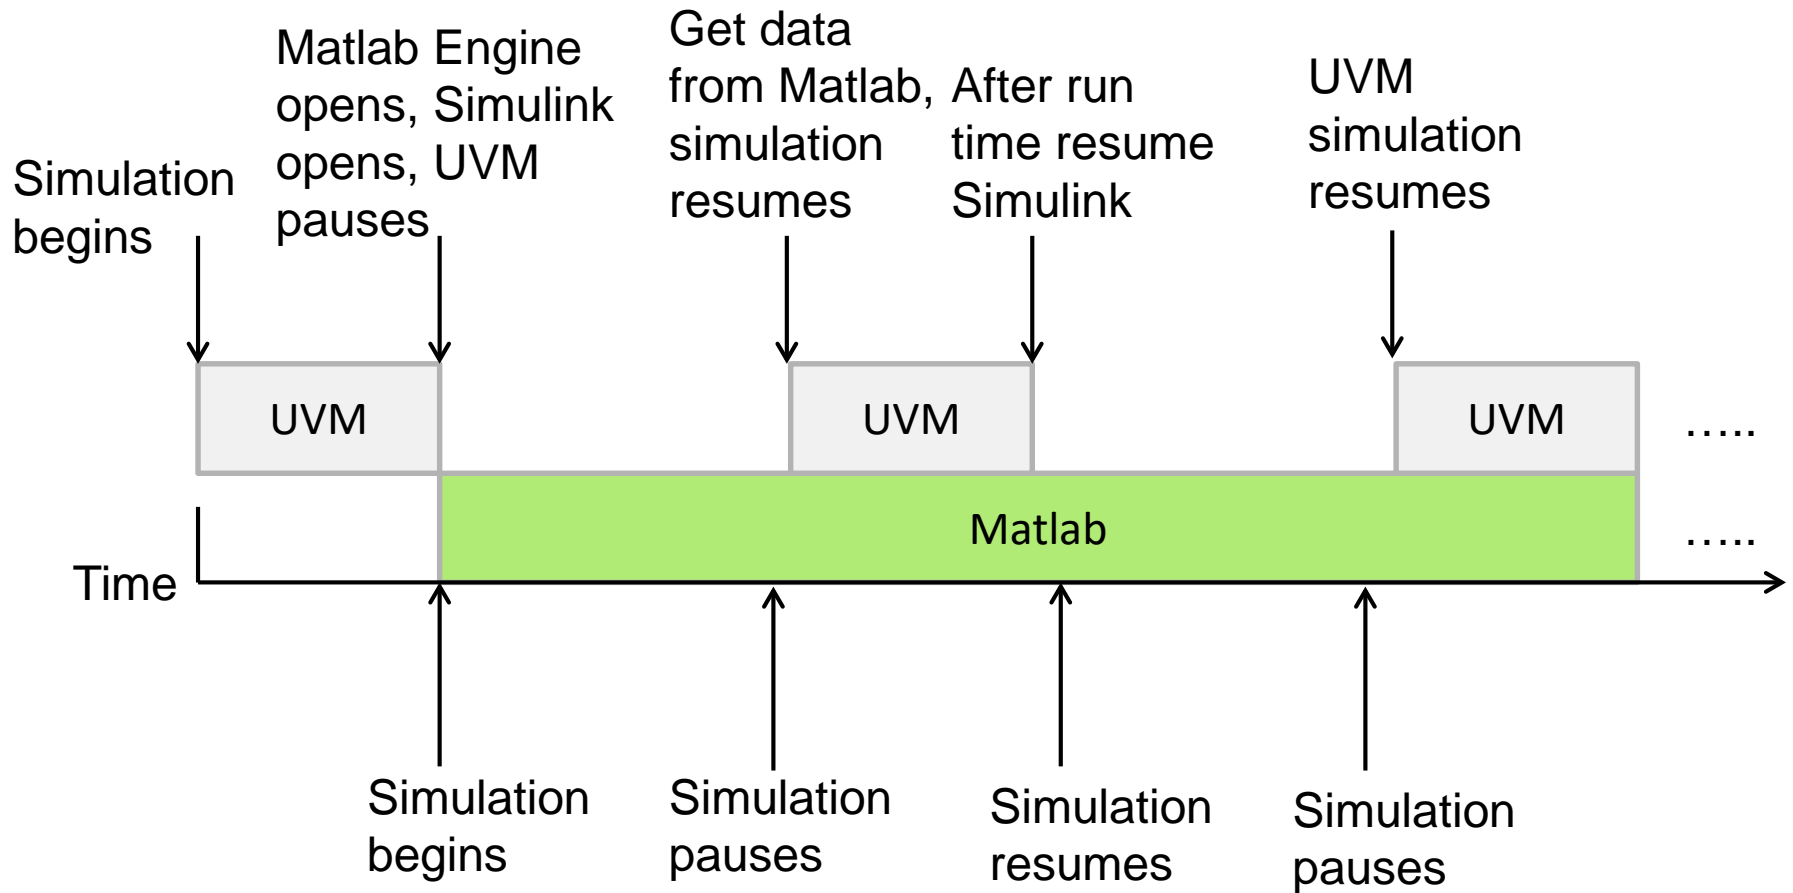 Simulation
begins
Matlab Engine
opens, Simulink
opens, UVM
pauses
Get data
from Matlab,
simulation
resumes
After run
time resume
Simulink
UVM
simulation
resumes
UVM
UVM
UVM
.....
Matlab
.....
Time
Simulation
begins
Simulation
pauses
Simulation
resumes
Simulation
pauses